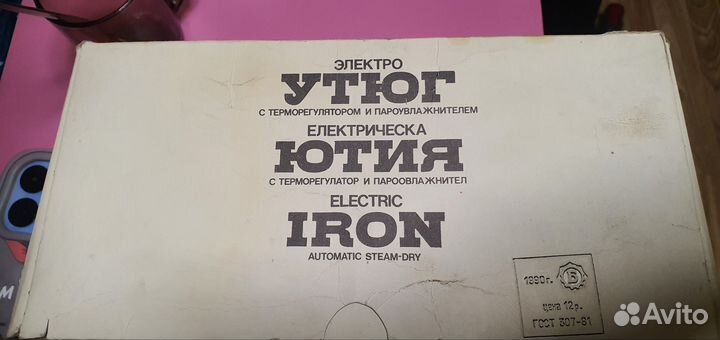 ЭЛЕКТРО
УТЮГ
С ТЕРМОРЕГУЛЯТОРОМ И ПАРОУВЛАЖНИТЕЛЕМ
ЕЛЕКТРИЧЕСКА
ЮТИЯ
С ТЕРМОРЕГУЛАТОР И ПАРООВЛАЖНИТЕЛ
ELECTRIC
IRON
AUTOMATIC STEAM-DRY
1990г.
цена 12р.
ГОСТ 307-81
M
Avito